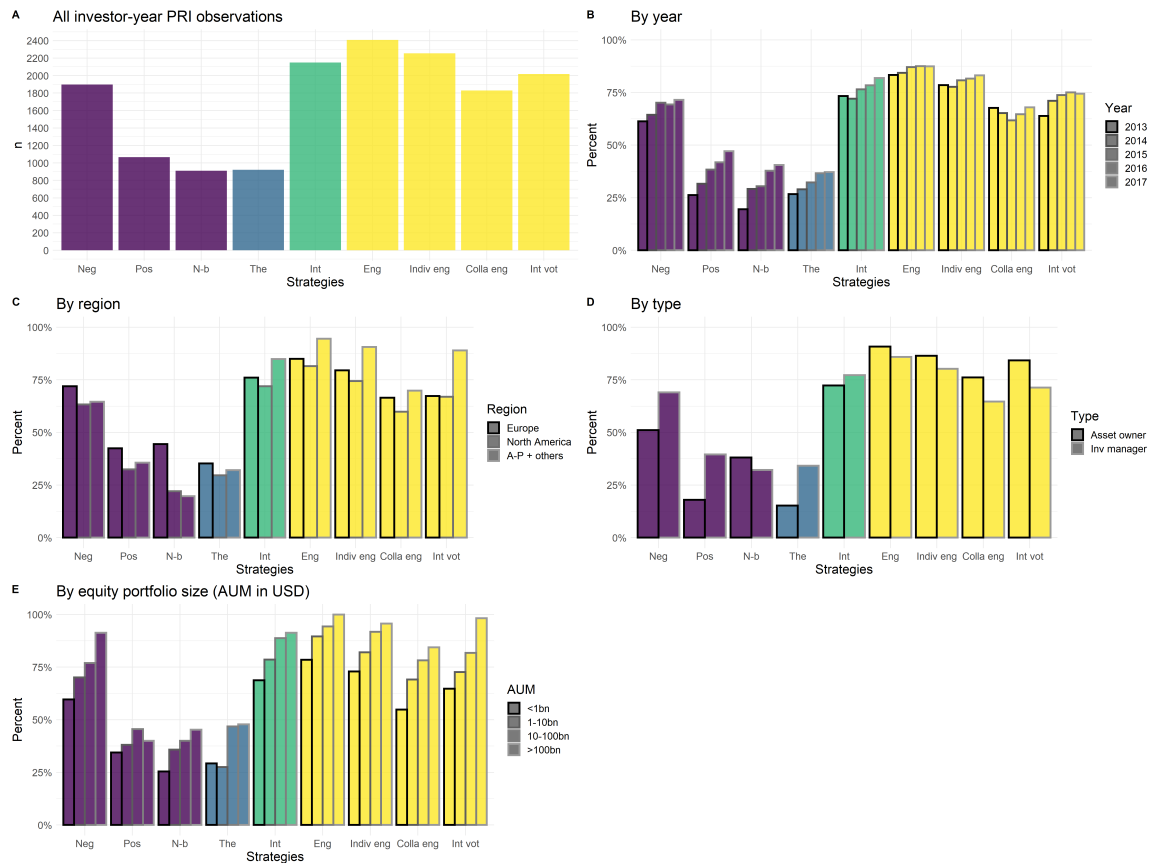 A All investor-year PRI observations
2400
2200
2000
1800
1600
1400
1200
1000
800
600
400
200
0
n
Neg Pos N-b The Int Eng Indiv eng Colla eng Int vot
Strategies
B By year
100%
75%
50%
25%
0%
Percent
Neg Pos N-b The Int Eng Indiv eng Colla eng Int vot
Strategies
Year
2013
2014
2015
2016
2017
C By region
100%
75%
50%
25%
0%
Percent
Neg Pos N-b The Int Eng Indiv eng Colla eng Int vot
Strategies
Region
Europe
North America
A-P + others
D By type
100%
75%
50%
25%
0%
Percent
Neg Pos N-b The Int Eng Indiv eng Colla eng Int vot
Strategies
Type
Asset owner
Inv manager
E By equity portfolio size (AUM in USD)
100%
75%
50%
25%
0%
Percent
Neg Pos N-b The Int Eng Indiv eng Colla eng Int vot
Strategies
AUM
<1bn
1-10bn
10-100bn
>100bn